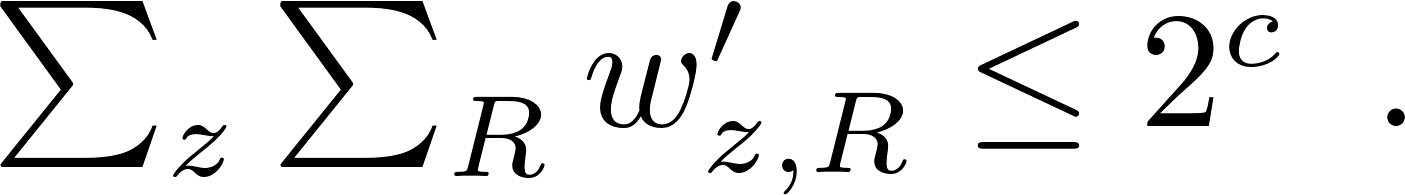 ∑_z ∑_R w′_{z,R} ≤ 2^c .